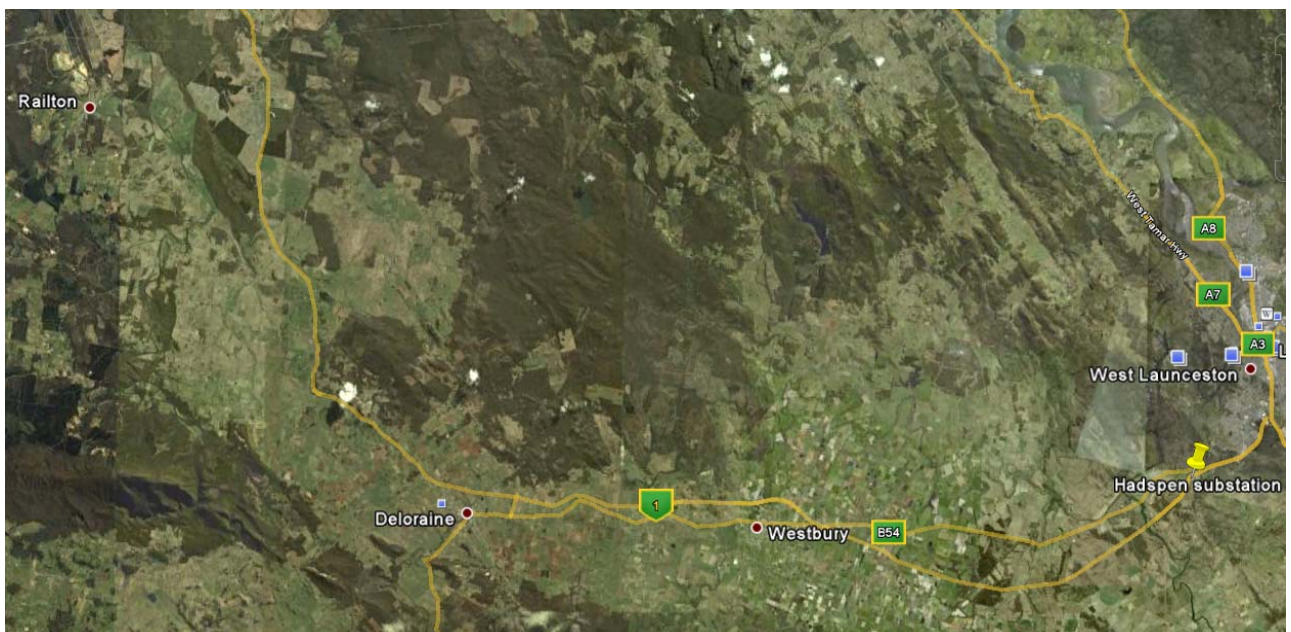 Railton
West Tamar Hwy
A8
A7
W
A3
L
West Launceston
Hadspen substation
Deloraine
1
Westbury
B54